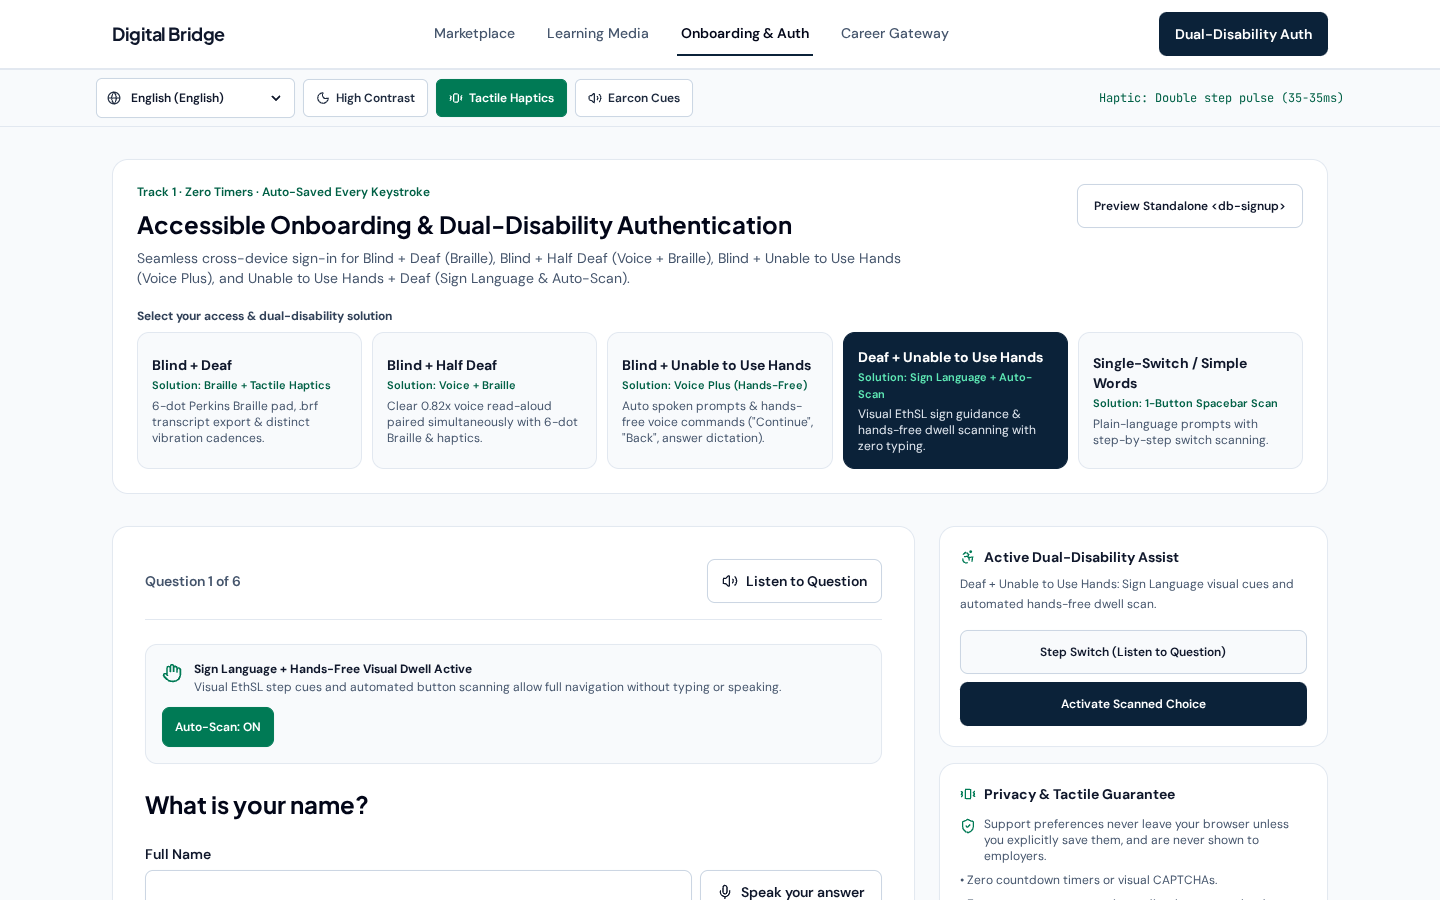 Digital Bridge
Marketplace
Learning Media
Onboarding & Auth
Career Gateway
Dual-Disability Auth
English (English)
High Contrast
Tactile Haptics
Earcon Cues
Haptic: Double step pulse (35-35ms)
Track 1 · Zero Timers · Auto-Saved Every Keystroke
Accessible Onboarding & Dual-Disability Authentication
Seamless cross-device sign-in for Blind + Deaf (Braille), Blind + Half Deaf (Voice + Braille), Blind + Unable to Use Hands
(Voice Plus), and Unable to Use Hands + Deaf (Sign Language & Auto-Scan).
Preview Standalone <db-signup>
Select your access & dual-disability solution
Blind + Deaf
Solution: Braille + Tactile Haptics
6-dot Perkins Braille pad, .brf
transcript export & distinct
vibration cadences.
Blind + Half Deaf
Solution: Voice + Braille
Clear 0.82x voice read-aloud
paired simultaneously with 6-dot
Braille & haptics.
Blind + Unable to Use Hands
Solution: Voice Plus (Hands-Free)
Auto spoken prompts & hands-
free voice commands ("Continue",
"Back", answer dictation).
Deaf + Unable to Use Hands
Solution: Sign Language + Auto-
Scan
Visual EthSL sign guidance &
hands-free dwell scanning with
zero typing.
Single-Switch / Simple
Words
Solution: 1-Button Spacebar Scan
Plain-language prompts with
step-by-step switch scanning.
Question 1 of 6
Listen to Question
Sign Language + Hands-Free Visual Dwell Active
Visual EthSL step cues and automated button scanning allow full navigation without typing or speaking.
Auto-Scan: ON
What is your name?
Full Name
Speak your answer
Active Dual-Disability Assist
Deaf + Unable to Use Hands: Sign Language visual cues and
automated hands-free dwell scan.
Step Switch (Listen to Question)
Activate Scanned Choice
Privacy & Tactile Guarantee
Support preferences never leave your browser unless
you explicitly save them, and are never shown to
employers.
• Zero countdown timers or visual CAPTCHAs.